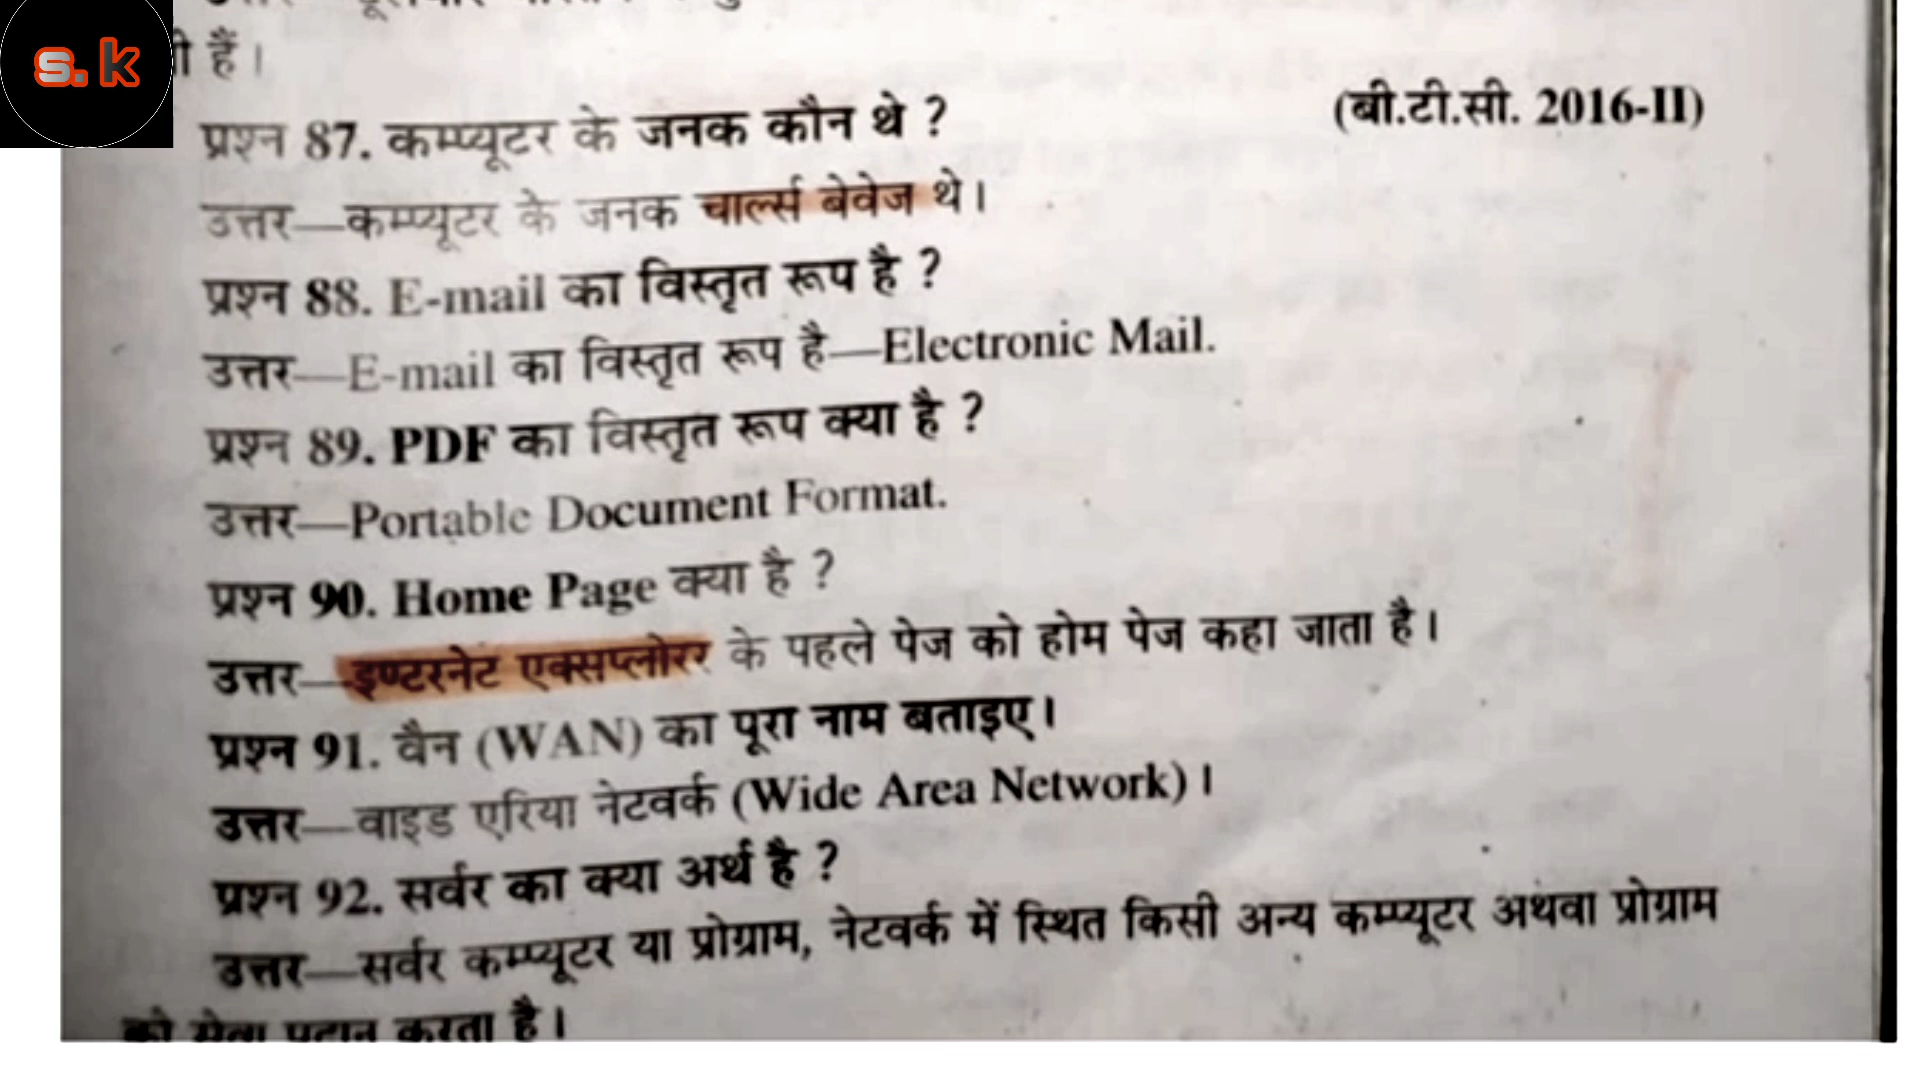 s.k
ी हैं।
प्रश्न 87. कम्प्यूटर के जनक कौन थे ? (बी.टी.सी. 2016-II)
उत्तर—कम्प्यूटर के जनक चार्ल्स बेवेज थे।
प्रश्न 88. E-mail का विस्तृत रूप है ?
उत्तर—E-mail का विस्तृत रूप है—Electronic Mail.
प्रश्न 89. PDF का विस्तृत रूप क्या है ?
उत्तर—Portable Document Format.
प्रश्न 90. Home Page क्या है ?
उत्तर—इण्टरनेट एक्सप्लोरर के पहले पेज को होम पेज कहा जाता है।
प्रश्न 91. वैन (WAN) का पूरा नाम बताइए।
उत्तर—वाइड एरिया नेटवर्क (Wide Area Network)।
प्रश्न 92. सर्वर का क्या अर्थ है ?
उत्तर—सर्वर कम्प्यूटर या प्रोग्राम, नेटवर्क में स्थित किसी अन्य कम्प्यूटर अथवा प्रोग्राम
को सेवा प्रदान करता है।